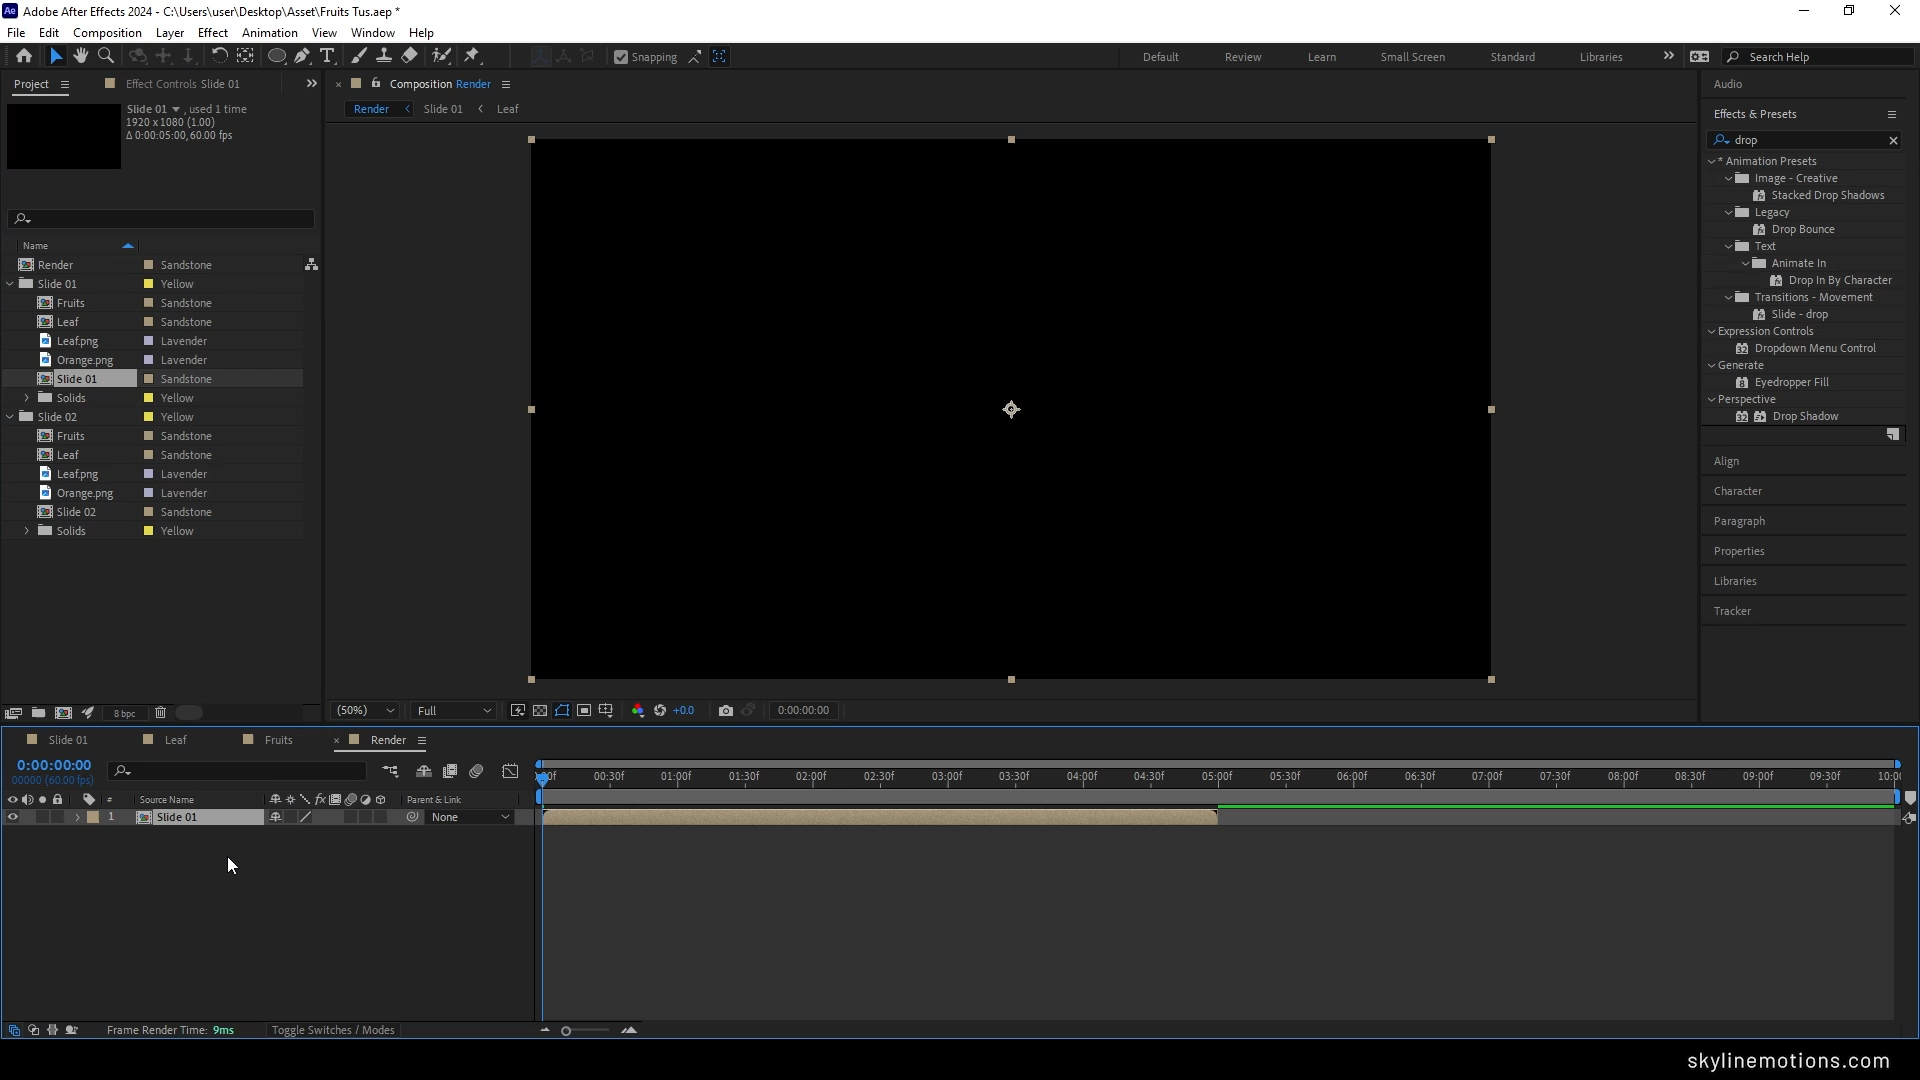 Ae Adobe After Effects 2024 - C:\Users\user\Desktop\Asset\Fruits Tus.aep *
File Edit Composition Layer Effect Animation View Window Help
Snapping Default Review Learn Small Screen Standard Libraries Search Help
Project Effect Controls Slide 01
Slide 01 , used 1 time
1920 x 1080 (1.00)
Δ 0:00:05:00, 60.00 fps
Name
Render Sandstone
Slide 01 Yellow
Fruits Sandstone
Leaf Sandstone
Leaf.png Lavender
Orange.png Lavender
Slide 01 Sandstone
Solids Yellow
Slide 02 Yellow
Fruits Sandstone
Leaf Sandstone
Leaf.png Lavender
Orange.png Lavender
Slide 02 Sandstone
Solids Yellow
8 bpc
Composition Render
Render Slide 01 Leaf
(50%) Full +0.0 0:00:00:00
Audio
Effects & Presets
drop
* Animation Presets
Image - Creative
Stacked Drop Shadows
Legacy
Drop Bounce
Text
Animate In
Drop In By Character
Transitions - Movement
Slide - drop
Expression Controls
Dropdown Menu Control
Generate
Eyedropper Fill
Perspective
Drop Shadow
Align
Character
Paragraph
Properties
Libraries
Tracker
Slide 01 Leaf Fruits Render
0:00:00:00
00000 (60.00 fps)
00:30f 01:00f 01:30f 02:00f 02:30f 03:00f 03:30f 04:00f 04:30f 05:00f 05:30f 06:00f 06:30f 07:00f 07:30f 08:00f 08:30f 09:00f 09:30f 10:00
# Source Name fx Parent & Link
1 Slide 01 None
Frame Render Time: 9ms Toggle Switches / Modes
skylinemotions.com